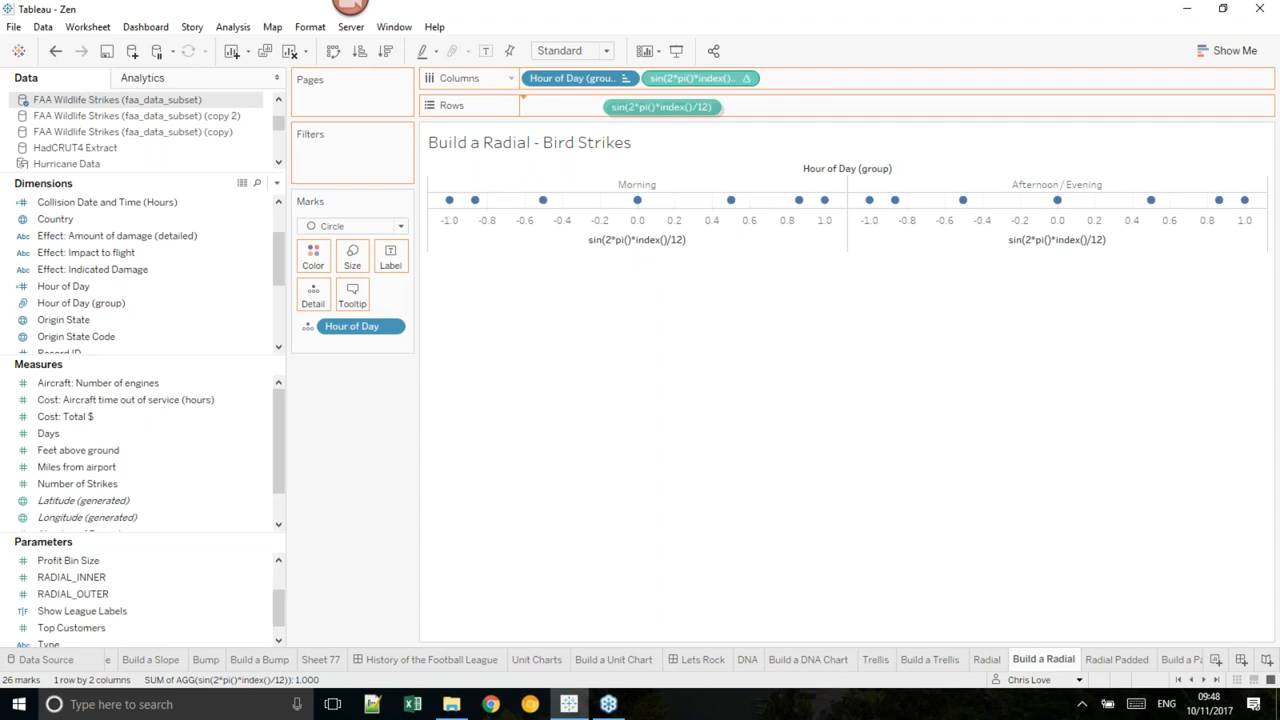 Tableau - Zen
File Data Worksheet Dashboard Story Analysis Map Format Server Window Help
Standard
Show Me
Data Analytics
FAA Wildlife Strikes (faa_data_subset)
FAA Wildlife Strikes (faa_data_subset) (copy 2)
FAA Wildlife Strikes (faa_data_subset) (copy)
HadCRUT4 Extract
Hurricane Data
Dimensions
Collision Date and Time (Hours)
Country
Abc Effect: Amount of damage (detailed)
Abc Effect: Impact to flight
Abc Effect: Indicated Damage
Hour of Day
Hour of Day (group)
Origin State
Origin State Code
Measures
# Aircraft: Number of engines
# Cost: Aircraft time out of service (hours)
# Cost: Total $
# Days
# Feet above ground
# Miles from airport
# Number of Strikes
Latitude (generated)
Longitude (generated)
Parameters
# Profit Bin Size
# RADIAL_INNER
# RADIAL_OUTER
T|F Show League Labels
# Top Customers
Abc Type
Pages
Filters
Marks
Circle
Color Size Label
Detail Tooltip
Hour of Day
Columns Hour of Day (grou.. sin(2*pi()*index().. Δ
Rows sin(2*pi()*index()/12)
Build a Radial - Bird Strikes
Hour of Day (group)
Morning Afternoon / Evening
-1.0 -0.8 -0.6 -0.4 -0.2 0.0 0.2 0.4 0.6 0.8 1.0 -1.0 -0.8 -0.6 -0.4 -0.2 0.0 0.2 0.4 0.6 0.8 1.0
sin(2*pi()*index()/12) sin(2*pi()*index()/12)
Data Source e Build a Slope Bump Build a Bump Sheet 77 History of the Football League Unit Charts Build a Unit Chart Lets Rock DNA Build a DNA Chart Trellis Build a Trellis Radial Build a Radial Radial Padded Build a Pa
26 marks 1 row by 2 columns SUM of AGG(sin(2*pi()*index()/12)): 1.000 Chris Love
Type here to search
ENG
09:48
10/11/2017